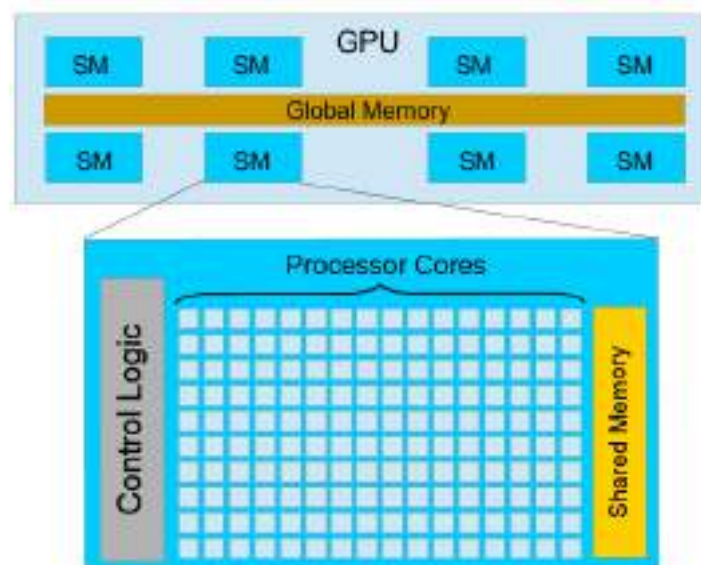 GPU
SM SM SM SM
Global Memory
SM SM SM SM
Processor Cores
Control Logic
Shared Memory